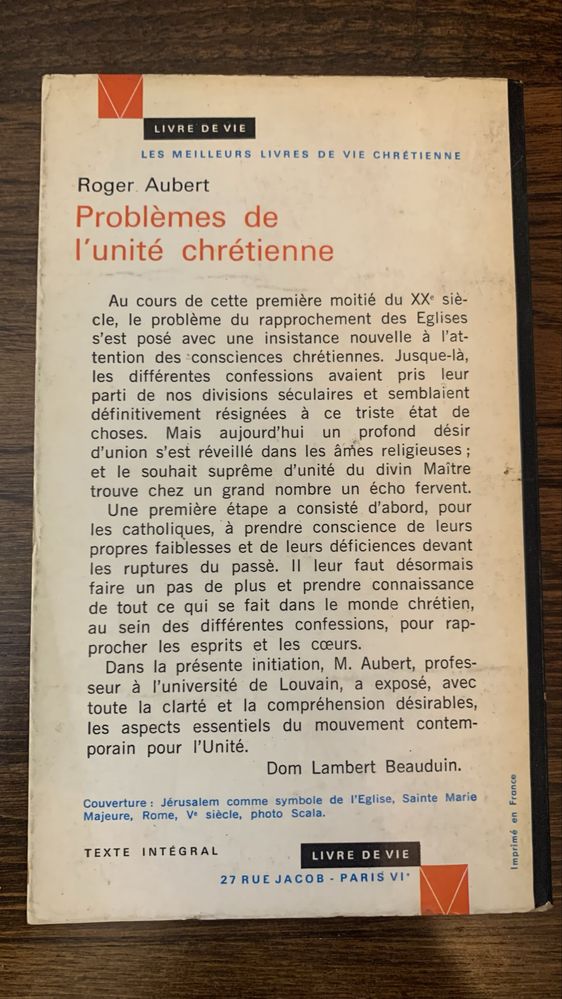 LIVRE DE VIE
LES MEILLEURS LIVRES DE VIE CHRÉTIENNE
Roger Aubert
Problèmes de
l'unité chrétienne
Au cours de cette première moitié du XXe siè-
cle, le problème du rapprochement des Eglises
s'est posé avec une insistance nouvelle à l'at-
tention des consciences chrétiennes. Jusque-là,
les différentes confessions avaient pris leur
parti de nos divisions séculaires et semblaient
définitivement résignées à ce triste état de
choses. Mais aujourd'hui un profond désir
d'union s'est réveillé dans les âmes religieuses ;
et le souhait suprême d'unité du divin Maître
trouve chez un grand nombre un écho fervent.
Une première étape a consisté d'abord, pour
les catholiques, à prendre conscience de leurs
propres faiblesses et de leurs déficiences devant
les ruptures du passè. Il leur faut désormais
faire un pas de plus et prendre connaissance
de tout ce qui se fait dans le monde chrétien,
au sein des différentes confessions, pour rap-
procher les esprits et les cœurs.
Dans la présente initiation, M. Aubert, profes-
seur à l'université de Louvain, a exposé, avec
toute la clarté et la compréhension désirables,
les aspects essentiels du mouvement contem-
porain pour l'Unité.
Dom Lambert Beauduin.
Couverture : Jérusalem comme symbole de l'Eglise, Sainte Marie
Majeure, Rome, Ve siècle, photo Scala.
TEXTE INTÉGRAL
LIVRE DE VIE
27 RUE JACOB - PARIS VIe
Imprimé en France